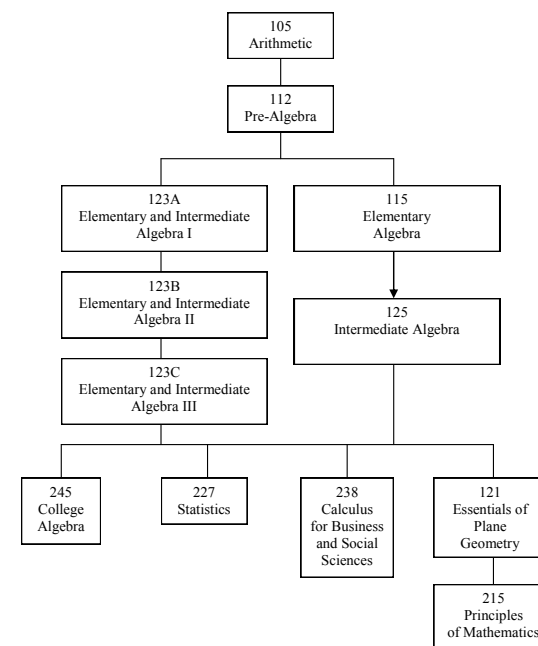 105
Arithmetic
112
Pre-Algebra
123A
Elementary and Intermediate
Algebra I
115
Elementary
Algebra
123B
Elementary and Intermediate
Algebra II
125
Intermediate Algebra
123C
Elementary and Intermediate
Algebra III
245
College
Algebra
227
Statistics
238
Calculus
for Business
and Social
Sciences
121
Essentials of
Plane
Geometry
215
Principles
of Mathematics